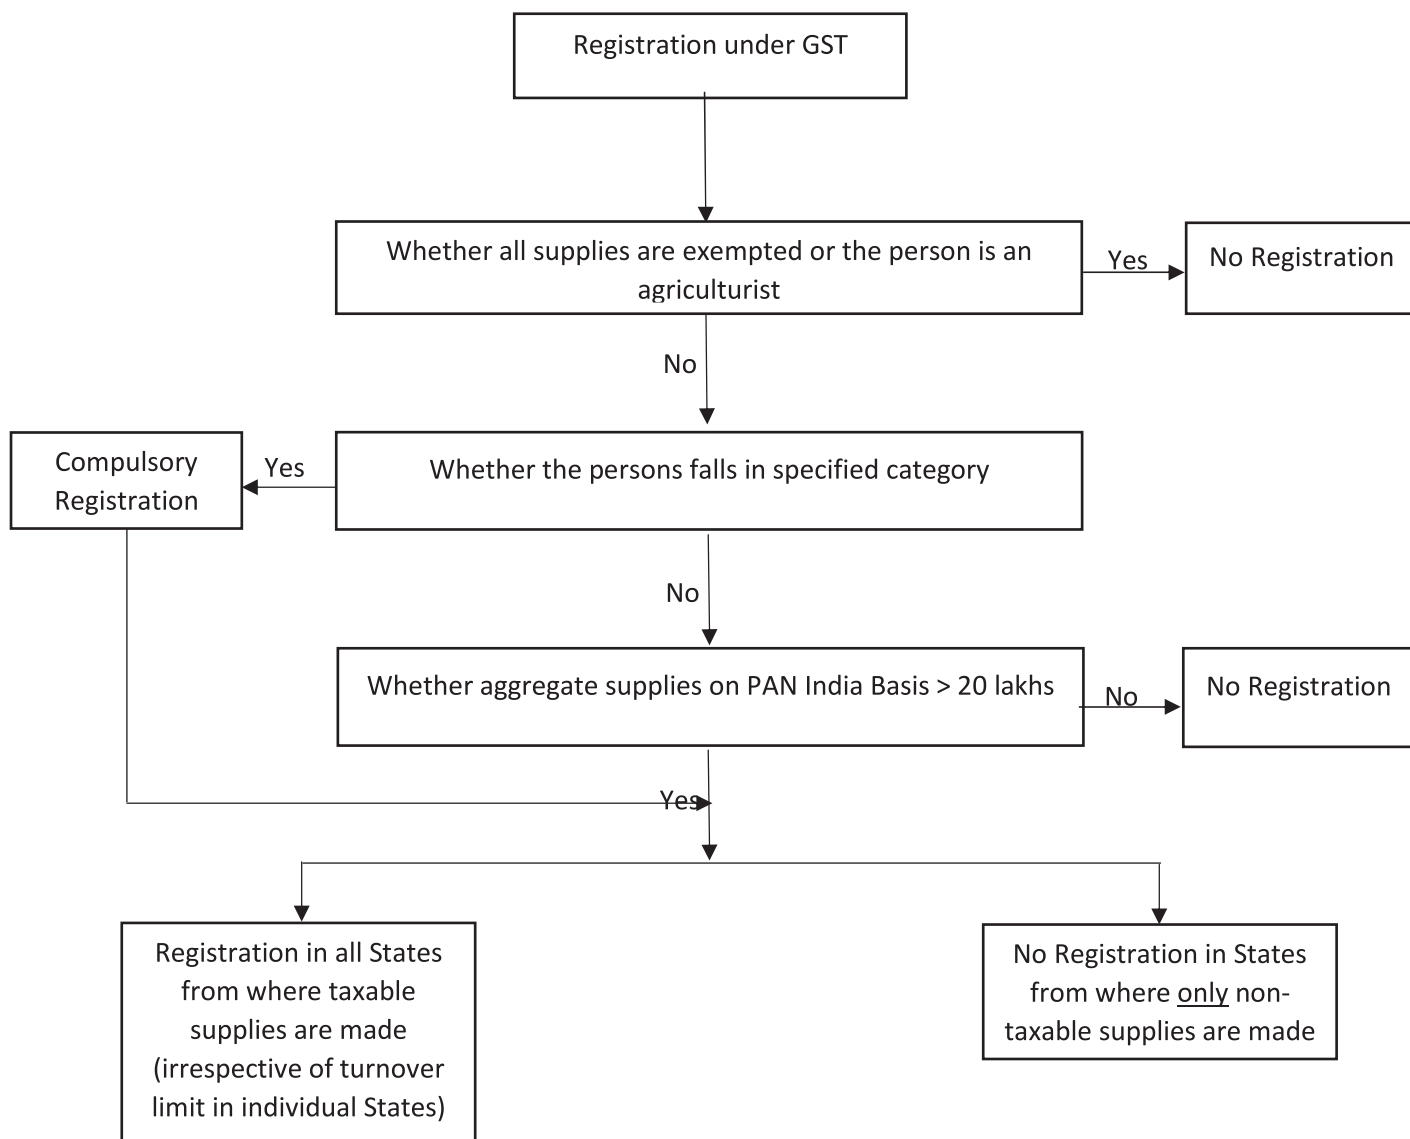 Registration under GST
Whether all supplies are exempted or the person is an
agriculturist
Yes
No Registration
No
Compulsory
Registration
Yes
Whether the persons falls in specified category
No
Whether aggregate supplies on PAN India Basis > 20 lakhs
No
No Registration
Yes
Registration in all States
from where taxable
supplies are made
(irrespective of turnover
limit in individual States)
No Registration in States
from where only non-
taxable supplies are made